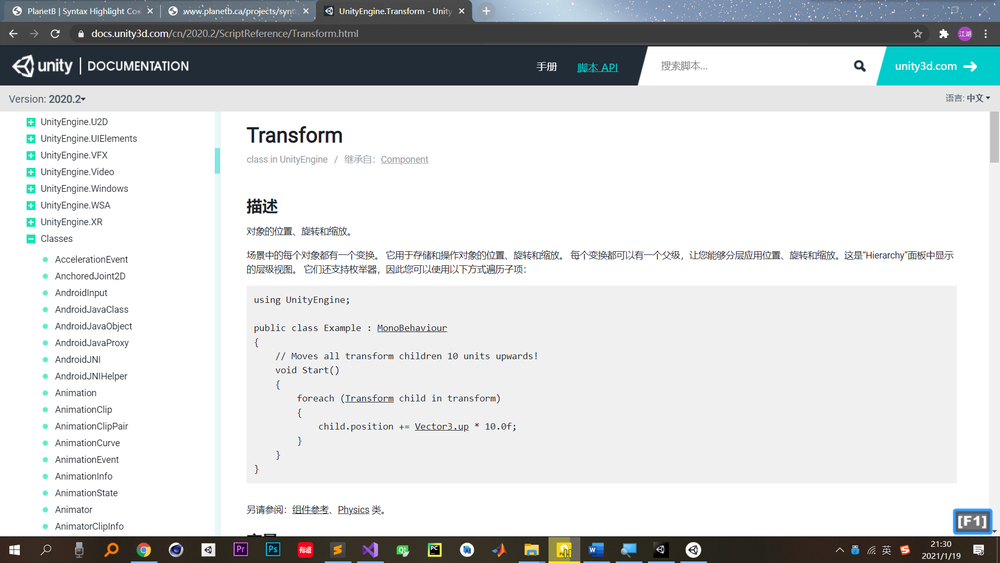 PlanetB | Syntax Highlight Co
www.planetb.ca/projects/synt
UnityEngine.Transform - Unity
docs.unity3d.com/cn/2020.2/ScriptReference/Transform.html
江湖
unity | DOCUMENTATION
手册
脚本 API
搜索脚本...
unity3d.com
Version: 2020.2
语言: 中文
UnityEngine.U2D
UnityEngine.UIElements
UnityEngine.VFX
UnityEngine.Video
UnityEngine.Windows
UnityEngine.WSA
UnityEngine.XR
Classes
AccelerationEvent
AnchoredJoint2D
AndroidInput
AndroidJavaClass
AndroidJavaObject
AndroidJavaProxy
AndroidJNI
AndroidJNIHelper
Animation
AnimationClip
AnimationClipPair
AnimationCurve
AnimationEvent
AnimationInfo
AnimationState
Animator
AnimatorClipInfo
Transform
class in UnityEngine / 继承自: Component
描述
对象的位置、旋转和缩放。
场景中的每个对象都有一个变换。 它用于存储和操作对象的位置、旋转和缩放。 每个变换都可以有一个父级，让您能够分层应用位置、旋转和缩放。这是“Hierarchy”面板中显示
的层级视图。 它们还支持枚举器，因此您可以使用以下方式遍历子项：
using UnityEngine;
public class Example : MonoBehaviour
{
// Moves all transform children 10 units upwards!
void Start()
{
foreach (Transform child in transform)
{
child.position += Vector3.up * 10.0f;
}
}
}
另请参阅：组件参考、Physics 类。
[F1]
Pr
Ps
有道
Qt
PC
W
英
21:30
2021/1/19